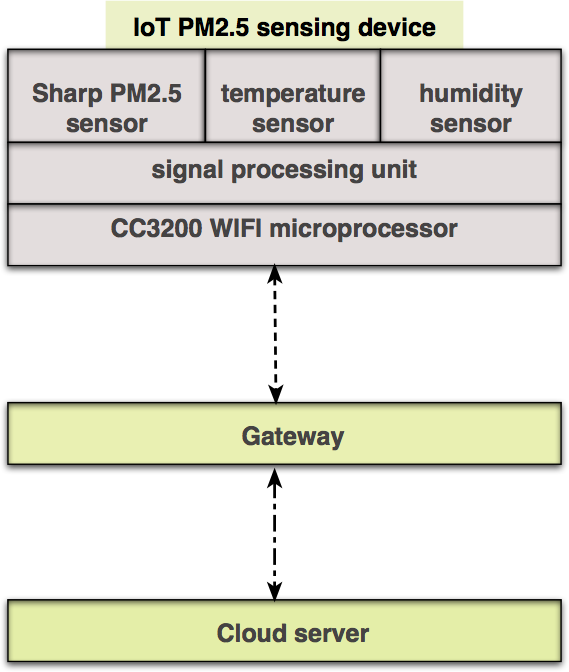 IoT PM2.5 sensing device
Sharp PM2.5
sensor
temperature
sensor
humidity
sensor
signal processing unit
CC3200 WIFI microprocessor
Gateway
Cloud server